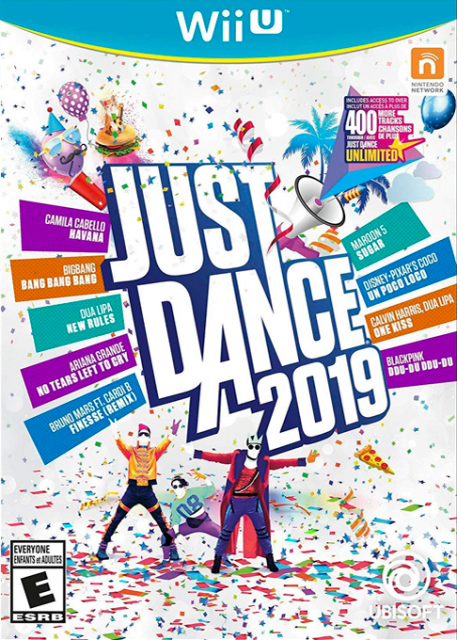 WiiU
NINTENDO
NETWORK
INCLUDES ACCESS TO OVER
INCLUT UN ACCÈS À PLUS DE
400 MORE
TRACKS
CHANSONS
DE PLUS
JUST DANCE
UNLIMITED
JUST
DANCE
2019
CAMILA CABELLO
HAVANA
BIGBANG
BANG BANG BANG
DUA LIPA
NEW RULES
ARIANA GRANDE
NO TEARS LEFT TO CRY
BRUNO MARS FT. CARDI B
FINESSE (REMIX)
MAROON 5
SUGAR
DISNEY•PIXAR'S COCO
UN POCO LOCO
CALVIN HARRIS, DUA LIPA
ONE KISS
BLACKPINK
DDU-DU DDU-DU
08
EVERYONE
ENFANTS et ADULTES
E
ESRB
UBISOFT